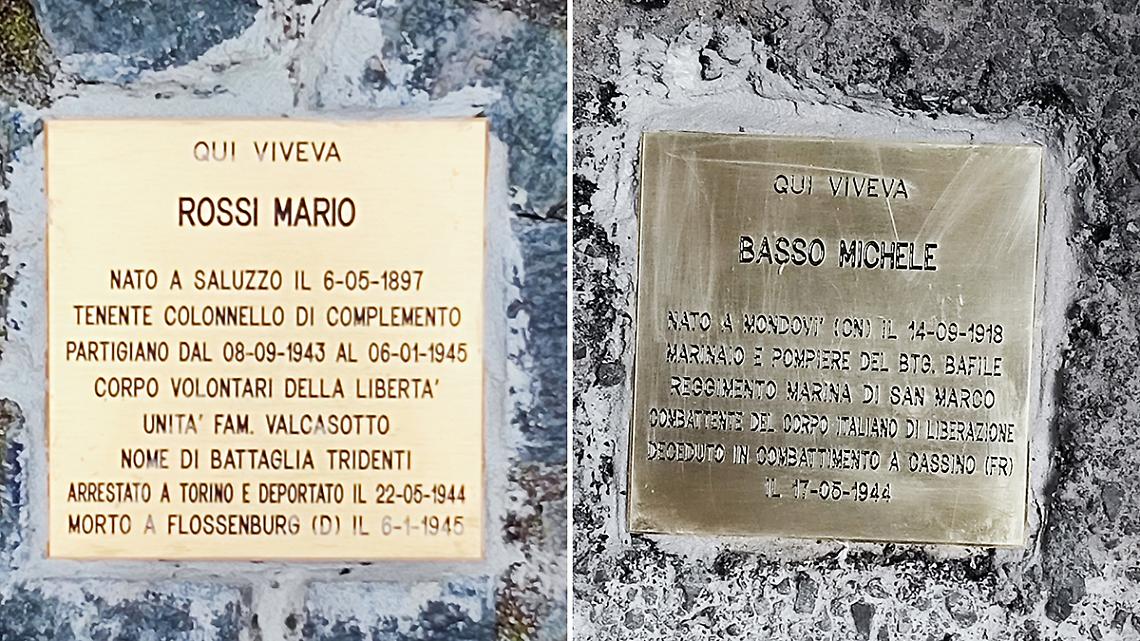 QUI VIVEVA
ROSSI MARIO
NATO A SALUZZO IL 6-05-1897
TENENTE COLONNELLO DI COMPLEMENTO
PARTIGIANO DAL 08-09-1943 AL 06-01-1945
CORPO VOLONTARI DELLA LIBERTA'
UNITA' FAM. VALCASOTTO
NOME DI BATTAGLIA TRIDENTI
ARRESTATO A TORINO E DEPORTATO IL 22-05-1944
MORTO A FLOSSENBURG (D) IL 6-1-1945
QUI VIVEVA
BASSO MICHELE
NATO A MONDOVI' (CN) IL 14-09-1918
MARINAIO E POMPIERE DEL BTG. BAFILE
REGGIMENTO MARINA DI SAN MARCO
COMBATTENTE DEL CORPO ITALIANO DI LIBERAZIONE
DECEDUTO IN COMBATTIMENTO A CASSINO (FR)
IL 17-05-1944